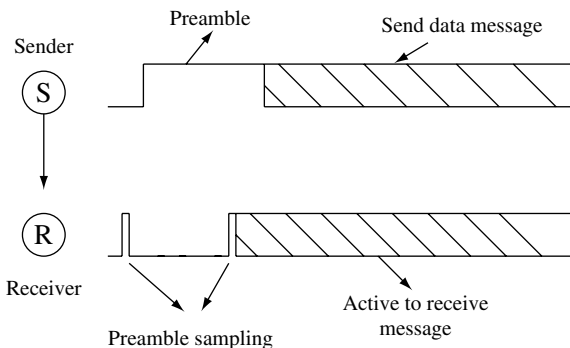 Preamble
Sender
Send data message
S
R
Receiver
Active to receive
message
Preamble sampling